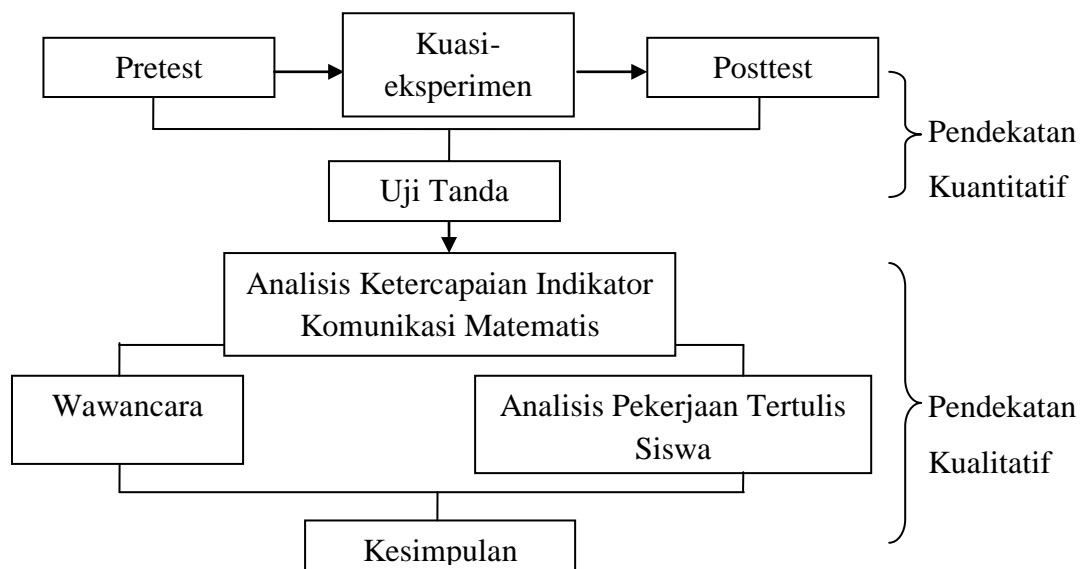 Pretest
Kuasi-
eksperimen
Posttest
Pendekatan
Kuantitatif
Uji Tanda
Analisis Ketercapaian Indikator
Komunikasi Matematis
Wawancara
Analisis Pekerjaan Tertulis
Siswa
Pendekatan
Kualitatif
Kesimpulan